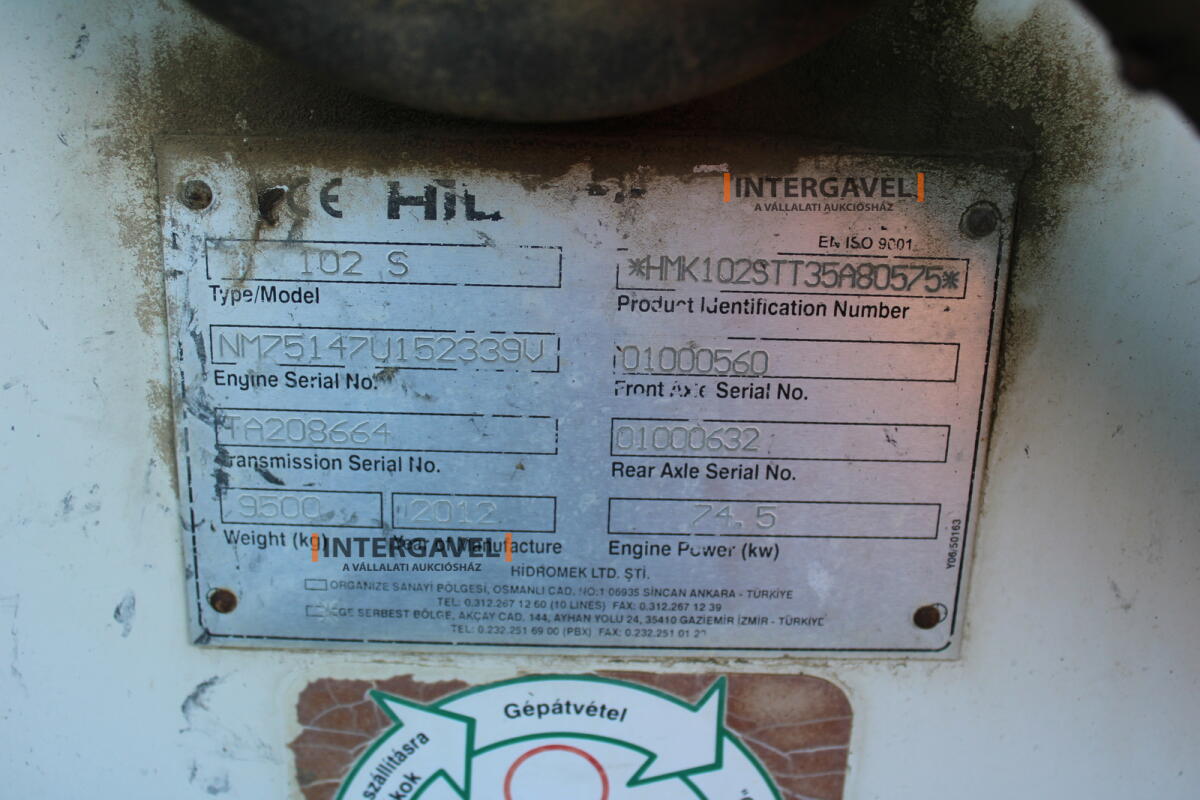 CE
INTERGAVEL
A VÁLLALATI AUKCIÓSHÁZ
EN ISO 9001
102 S
*HMK102STT35A80575*
Type/Model
Product Identification Number
NM75147U152339V
01000560
Engine Serial No.
Front Axle Serial No.
TA208664
01000632
Transmission Serial No.
Rear Axle Serial No.
9500
2012
74.5
Weight (kg)
Year of Manufacture
Engine Power (kw)
INTERGAVEL
A VÁLLALATI AUKCIÓSHÁZ
HİDROMEK LTD. ŞTİ.
ORGANIZE SANAYİ BÖLGESİ, OSMANLI CAD. NO:1 06935 SİNCAN ANKARA - TÜRKİYE
TEL: 0.312.267 12 60 (10 LINES) FAX: 0.312.267 12 39
EGE SERBEST BÖLGE, AKÇAY CAD. 144, AYHAN YOLU 24, 35410 GAZİEMİR İZMİR - TÜRKİYE
TEL: 0.232.251 69 00 (PBX) FAX: 0.232.251 01
Y06/50163
Gépátvétel
szállításra